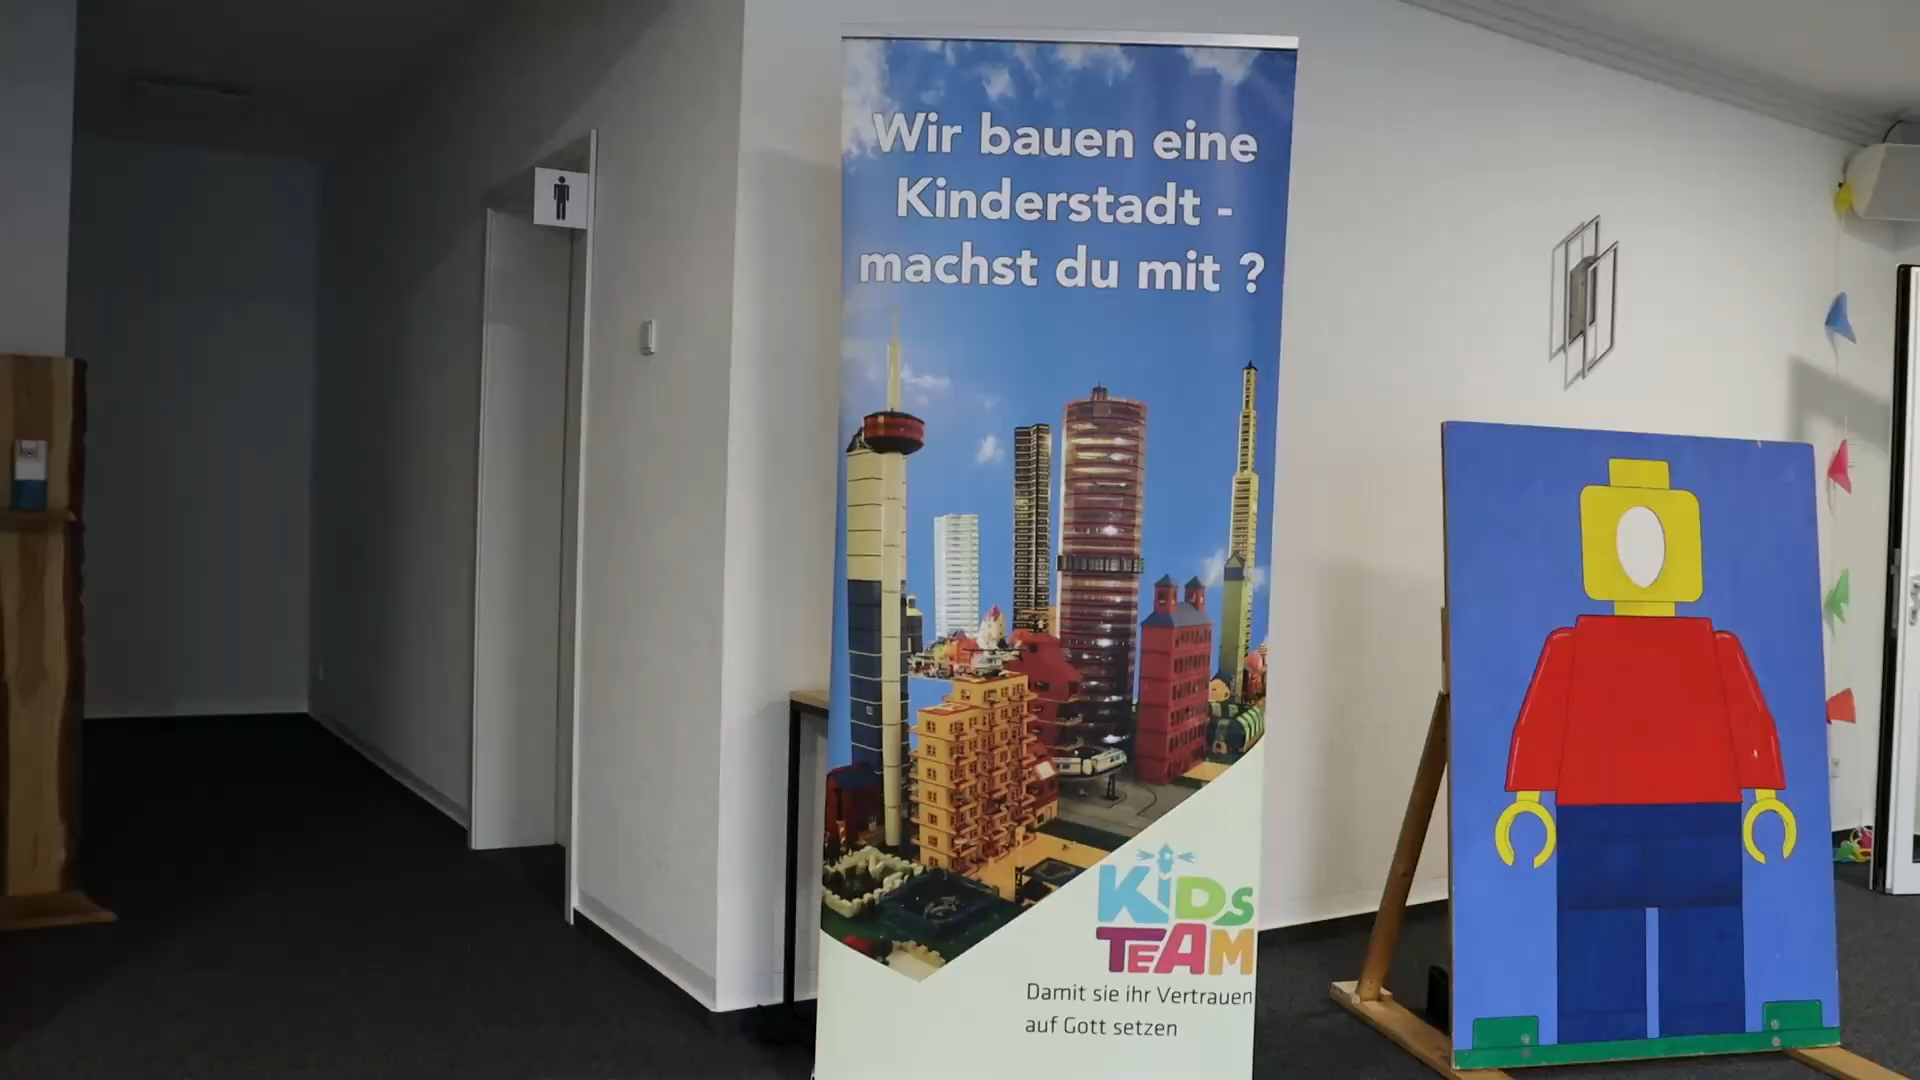 Wir bauen eine
Kinderstadt -
machst du mit ?
KiDs
TEAM
Damit sie ihr Vertrauen
auf Gott setzen